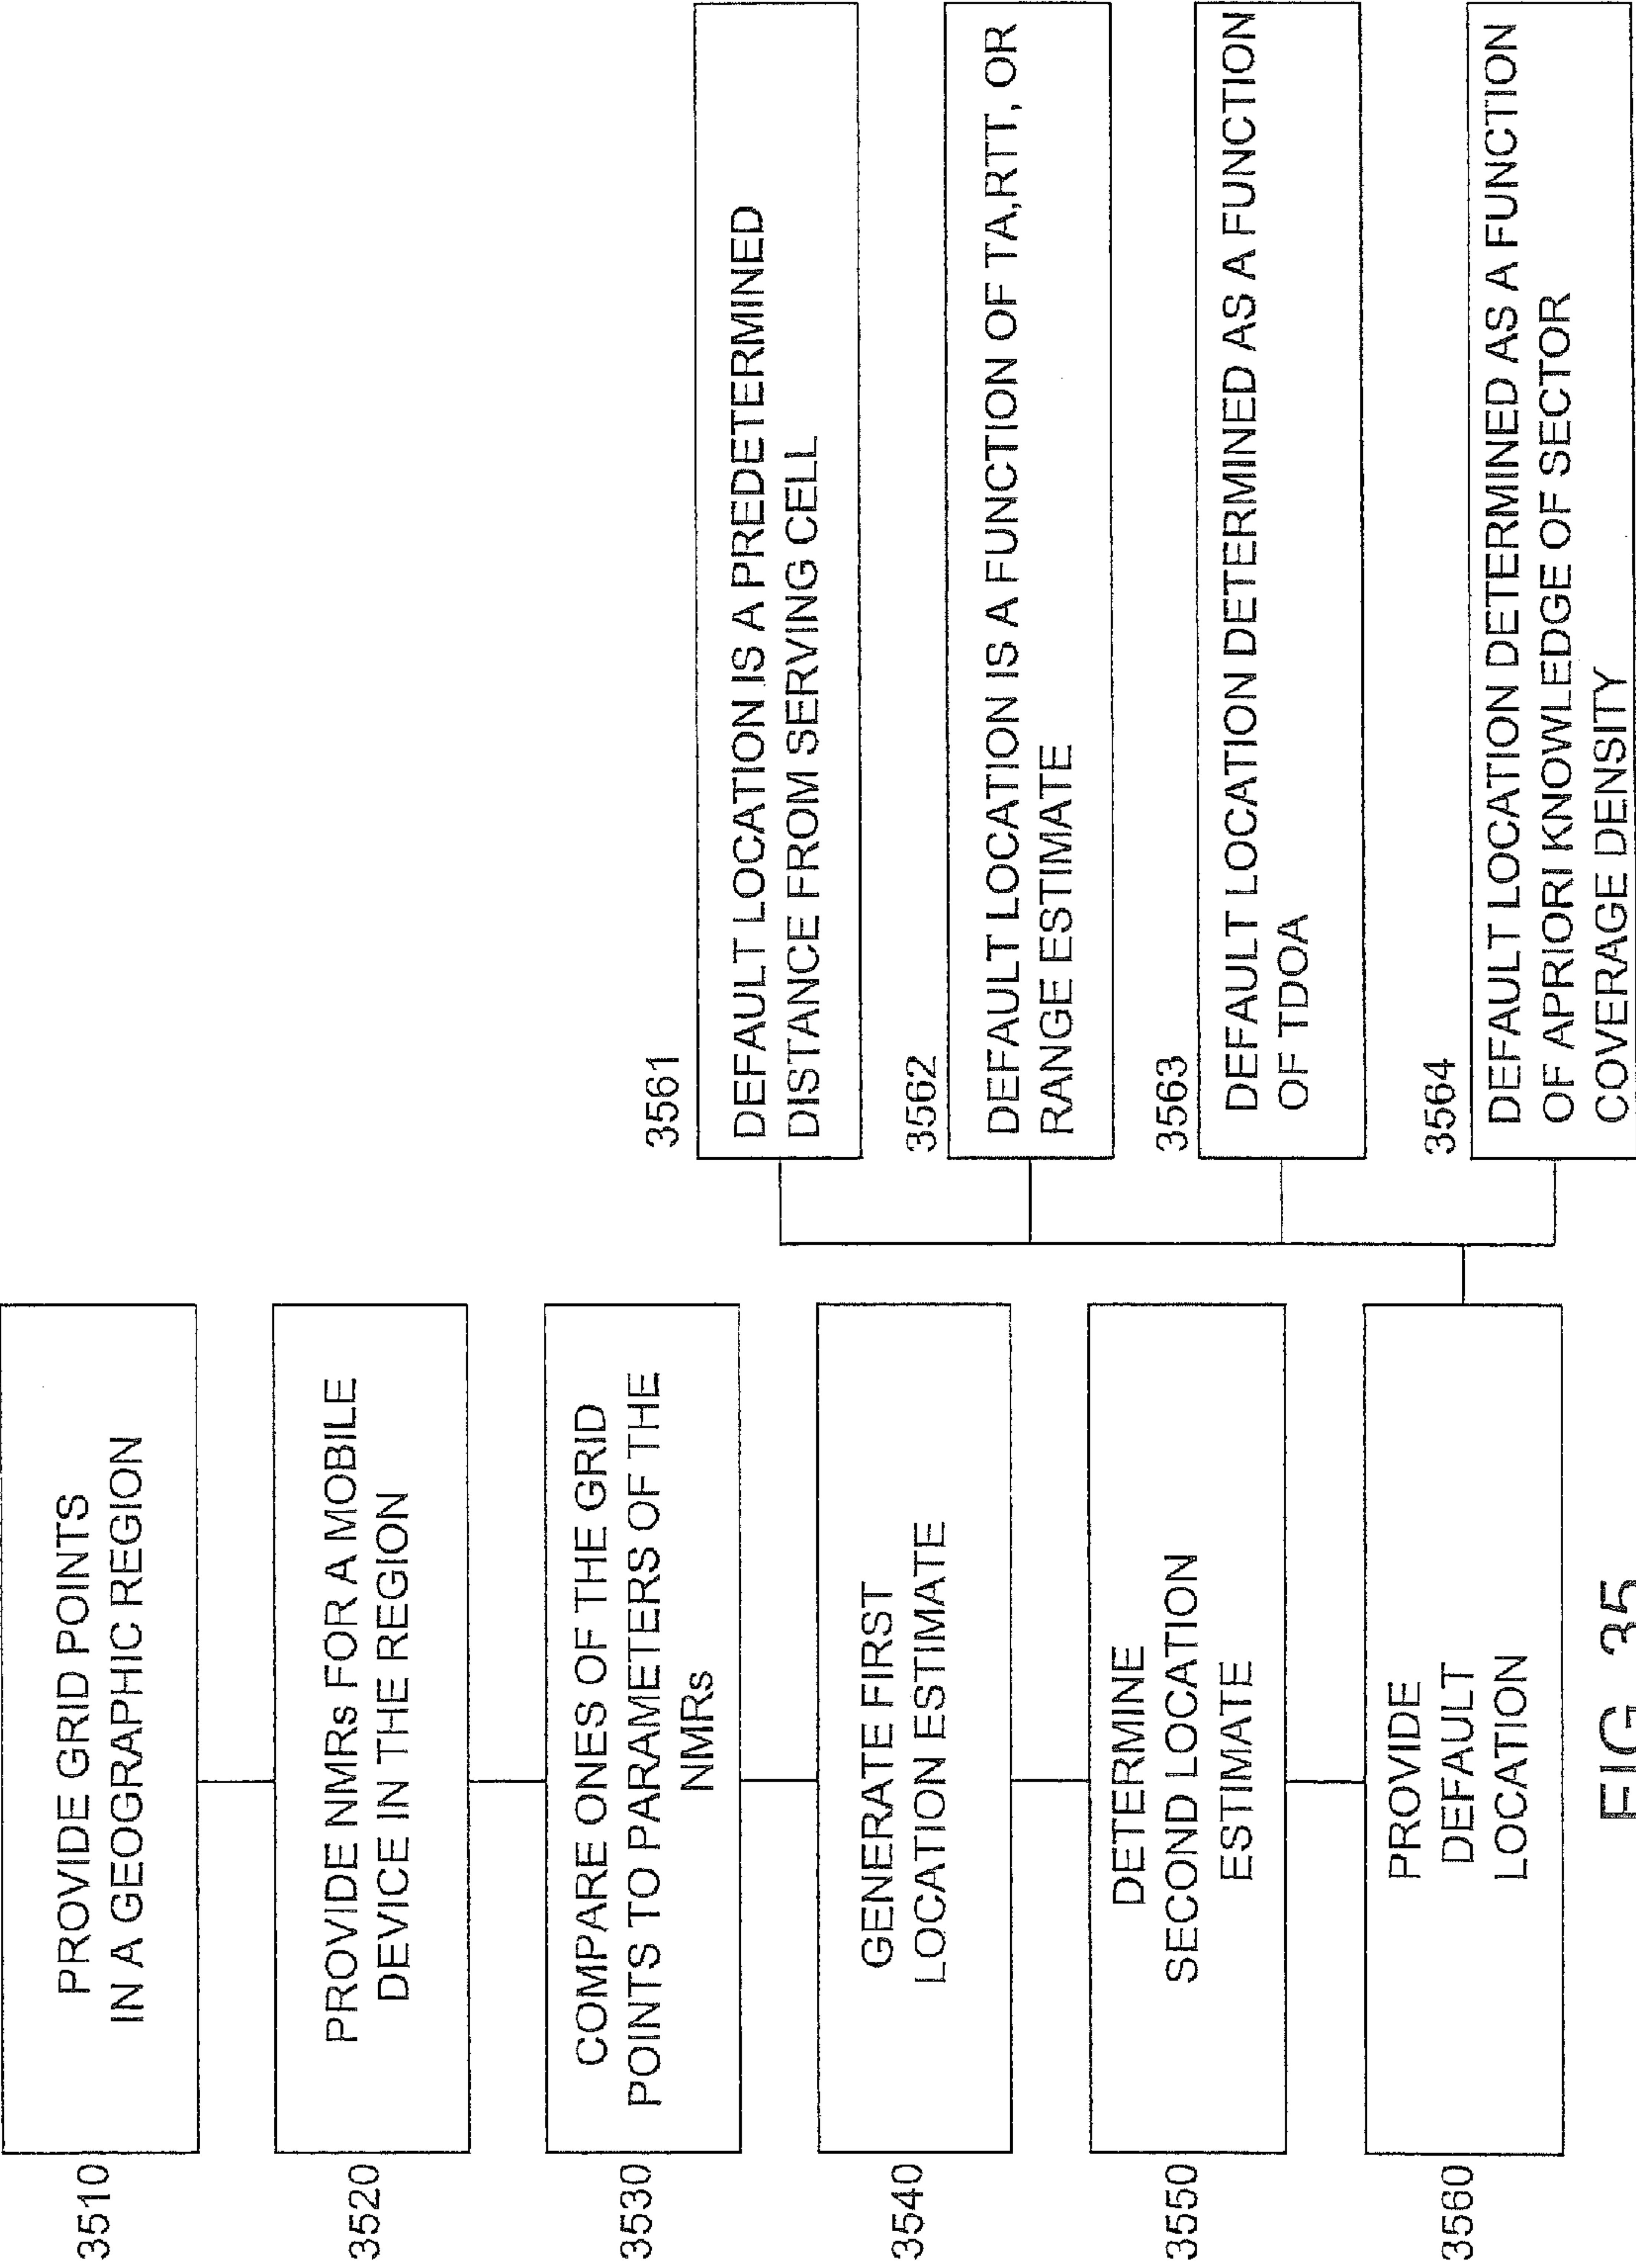 3510
PROVIDE GRID POINTS
IN A GEOGRAPHIC REGION
3520
PROVIDE NMRs FOR A MOBILE
DEVICE IN THE REGION
3530
COMPARE ONES OF THE GRID
POINTS TO PARAMETERS OF THE
NMRs
3540
GENERATE FIRST
LOCATION ESTIMATE
3550
DETERMINE
SECOND LOCATION
ESTIMATE
3560
PROVIDE
DEFAULT
LOCATION
3561
DEFAULT LOCATION IS A PREDETERMINED
DISTANCE FROM SERVING CELL
3562
DEFAULT LOCATION IS A FUNCTION OF TA,RTT, OR
RANGE ESTIMATE
3563
DEFAULT LOCATION DETERMINED AS A FUNCTION
OF TDOA
3564
DEFAULT LOCATION DETERMINED AS A FUNCTION
OF APRIORI KNOWLEDGE OF SECTOR
COVERAGE DENSITY
FIG. 35